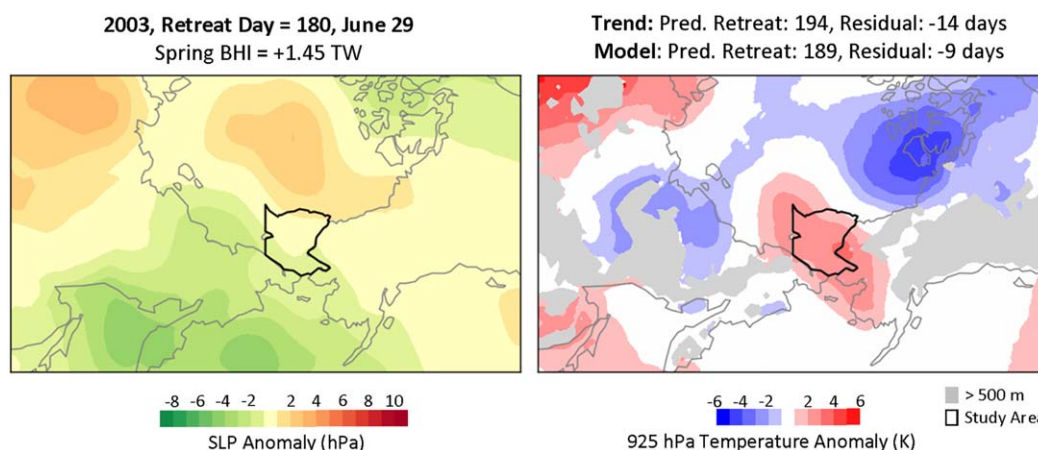 2003, Retreat Day = 180, June 29
Spring BHI = +1.45 TW
Trend: Pred. Retreat: 194, Residual: -14 days
Model: Pred. Retreat: 189, Residual: -9 days
-8 -6 -4 -2 2 4 6 8 10
SLP Anomaly (hPa)
-6 -4 -2 2 4 6
925 hPa Temperature Anomaly (K)
> 500 m
Study Area